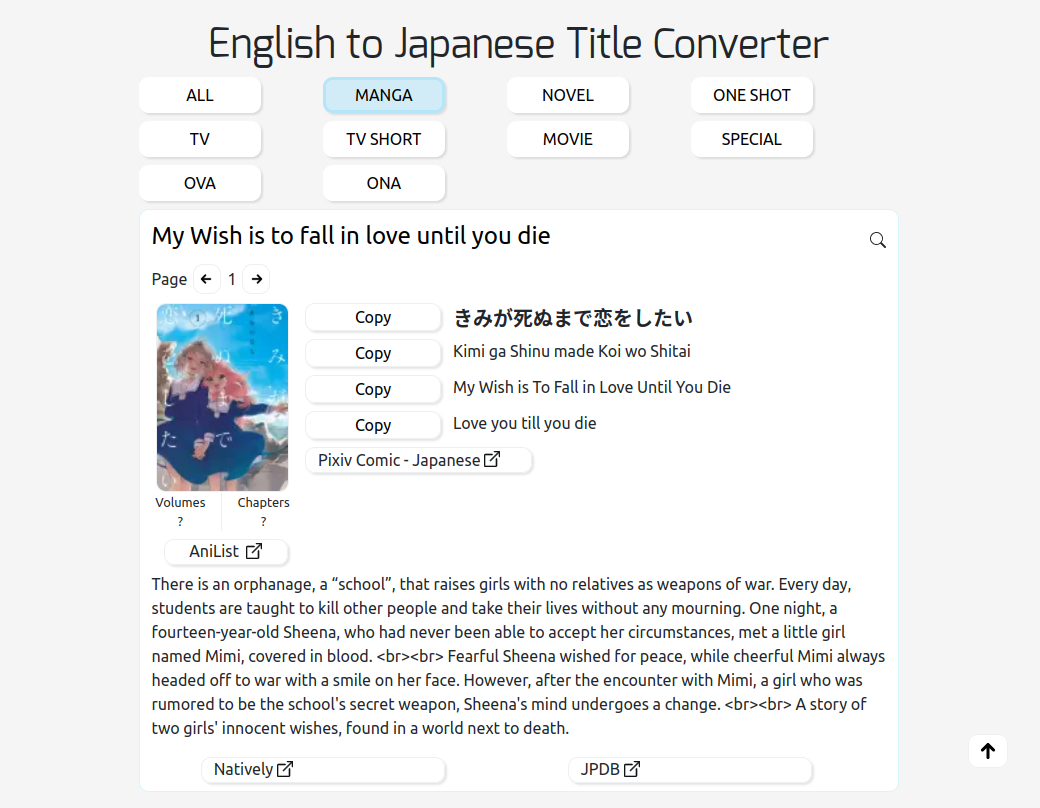 English to Japanese Title Converter
ALL MANGA NOVEL ONE SHOT
TV TV SHORT MOVIE SPECIAL
OVA ONA
My Wish is to fall in love until you die
Page 1
Copy きみが死ぬまで恋をしたい
Copy Kimi ga Shinu made Koi wo Shitai
Copy My Wish is To Fall in Love Until You Die
Copy Love you till you die
Pixiv Comic - Japanese
Volumes Chapters
? ?
AniList
There is an orphanage, a “school”, that raises girls with no relatives as weapons of war. Every day,
students are taught to kill other people and take their lives without any mourning. One night, a
fourteen-year-old Sheena, who had never been able to accept her circumstances, met a little girl
named Mimi, covered in blood. <br><br> Fearful Sheena wished for peace, while cheerful Mimi always
headed off to war with a smile on her face. However, after the encounter with Mimi, a girl who was
rumored to be the school's secret weapon, Sheena's mind undergoes a change. <br><br> A story of
two girls' innocent wishes, found in a world next to death.
Natively JPDB